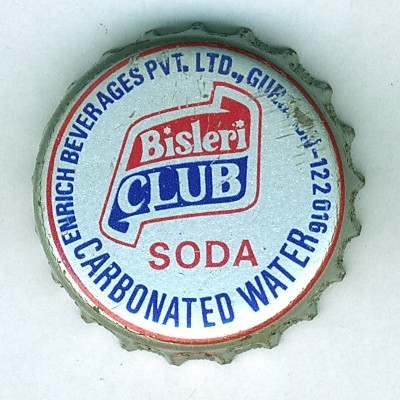 ENRICH BEVERAGES PVT. LTD., -122 016
Bisleri
CLUB
SODA
CARBONATED WATER